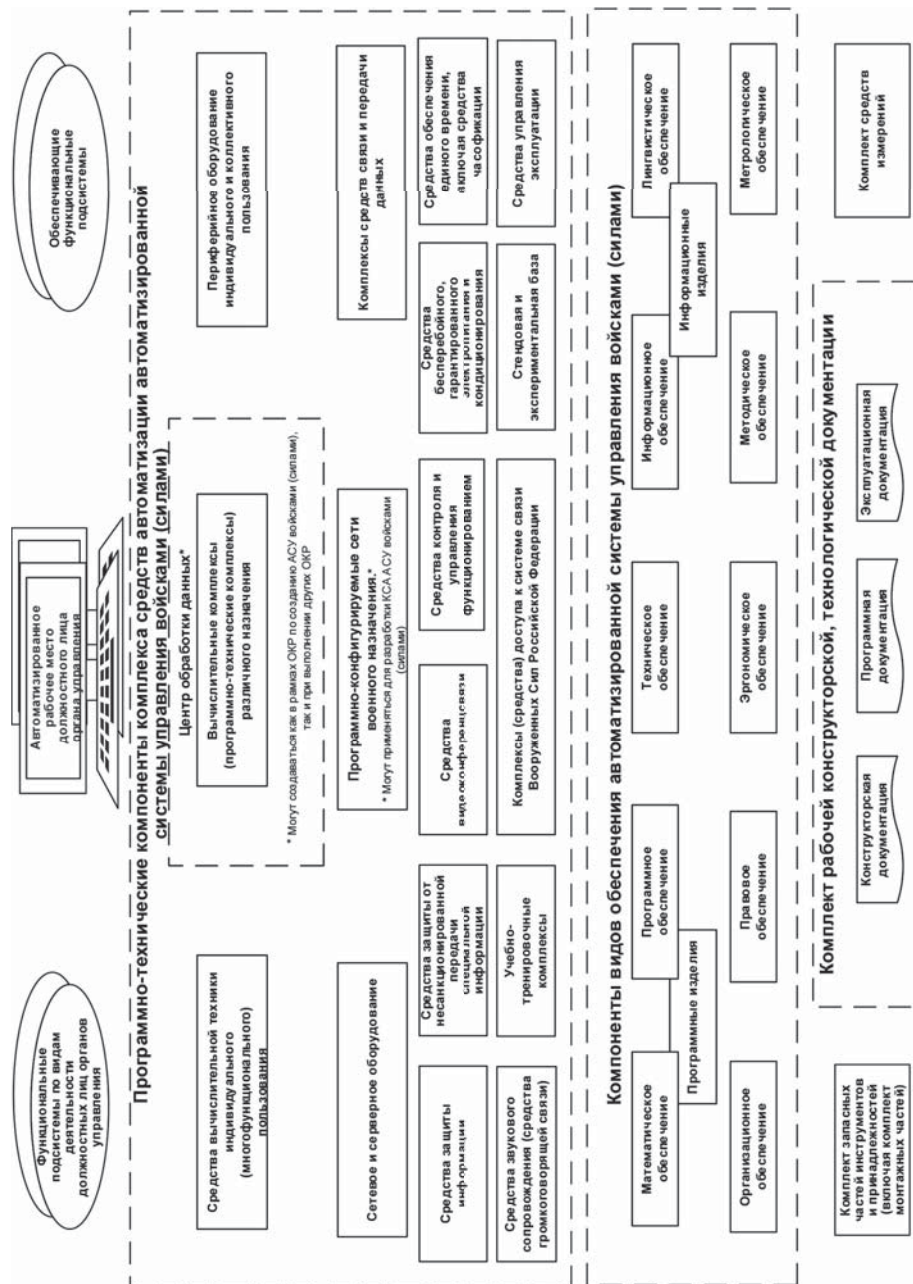 Функциональные
подсистемы по видам
деятельности
должностных лиц органов
управления
Автоматизированное
рабочее место
должностного лица
органа управления
Обеспечивающие
функциональные
подсистемы
Программно-технические компоненты комплекса средств автоматизации автоматизированной
системы управления войсками (силами)
Средства вычислительной техники
индивидуального
(многофункционального)
пользования
Центр обработки данных*
Вычислительные комплексы
(программно-технические комплексы)
различного назначения
* Могут создаваться как в рамках ОКР по созданию АСУ войсками (силами),
так и при выполнении других ОКР
Периферийное оборудование
индивидуального и коллективного
пользования
Сетевое и серверное оборудование
Программно-конфигурируемые сети
военного назначения.*
* Могут применяться для разработки КСА АСУ войсками
(силами)
Комплексы средств связи и передачи
данных
Средства защиты
информации
Средства защиты от
несанкционированной
передачи
специальной
информации
Средства
видеоконференцсвязи
Средства контроля и
управления
функционированием
Средства
бесперебойного,
гарантированного
электропитания и
кондиционирования
Средства обеспечения
единого времени,
включая средства
часофикации
Средства звукового
сопровождения (средства
громкоговорящей связи)
Учебно-
тренировочные
комплексы
Комплексы (средства) доступа к системе связи
Вооруженных Сил Российской Федерации
Стендовая и
экспериментальная база
Средства управления
эксплуатации
Компоненты видов обеспечения автоматизированной системы управления войсками (силами)
Математическое
обеспечение
Программное
обеспечение
Техническое
обеспечение
Информационное
обеспечение
Лингвистическое
обеспечение
Программные изделия
Информационные
изделия
Организационное
обеспечение
Правовое
обеспечение
Эргономическое
обеспечение
Методическое
обеспечение
Метрологическое
обеспечение
Комплект запасных
частей инструментов
и принадлежностей
(включая комплект
монтажных частей)
Комплект рабочей конструкторской, технологической документации
Конструкторская
документация
Программная
документация
Эксплуатационная
документация
Комплект средств
измерений